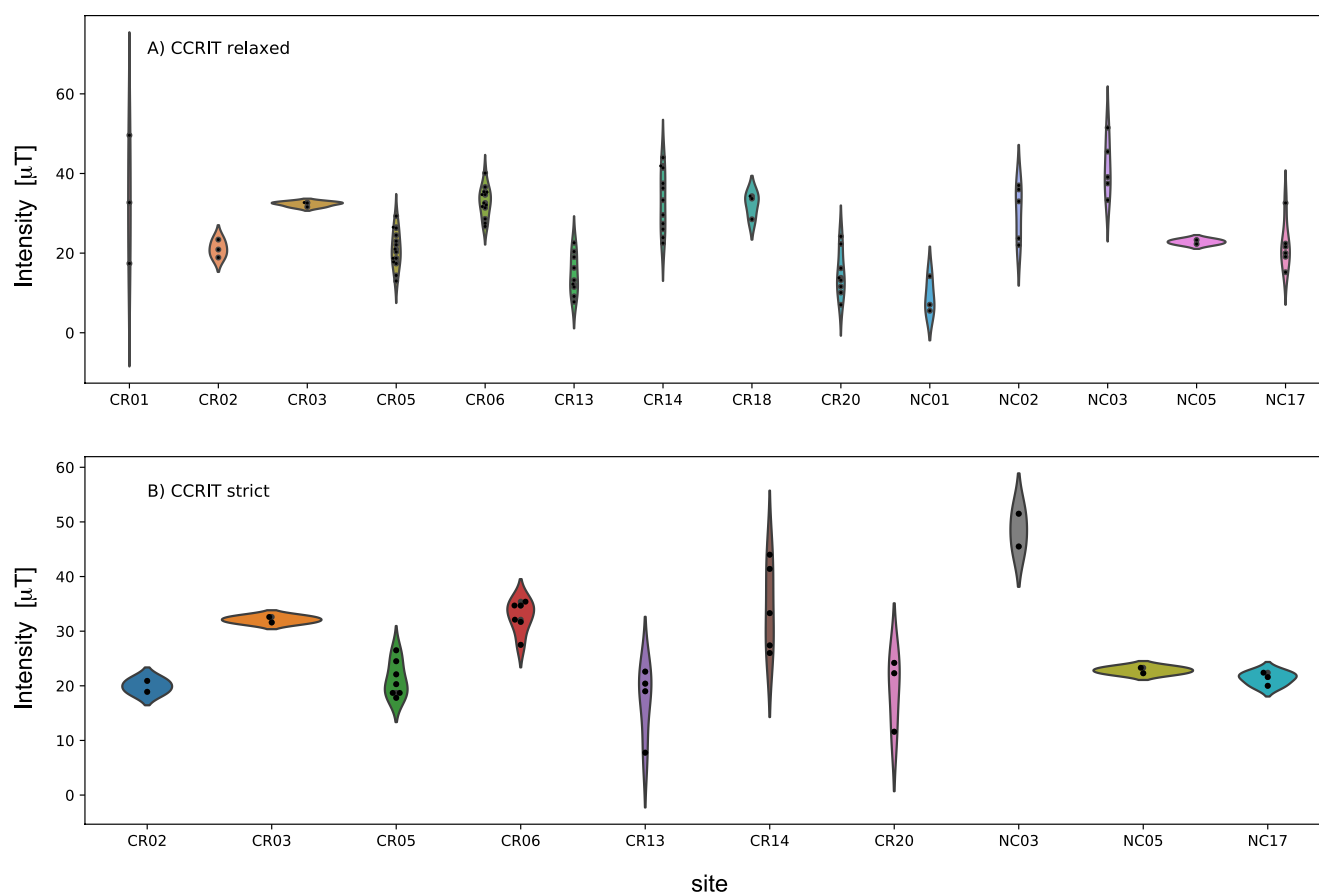 A) CCRIT relaxed
Intensity [μT]
60
40
20
0
CR01 CR02 CR03 CR05 CR06 CR13 CR14 CR18 CR20 NC01 NC02 NC03 NC05 NC17
B) CCRIT strict
Intensity [μT]
60
50
40
30
20
10
0
CR02 CR03 CR05 CR06 CR13 CR14 CR20 NC03 NC05 NC17
site